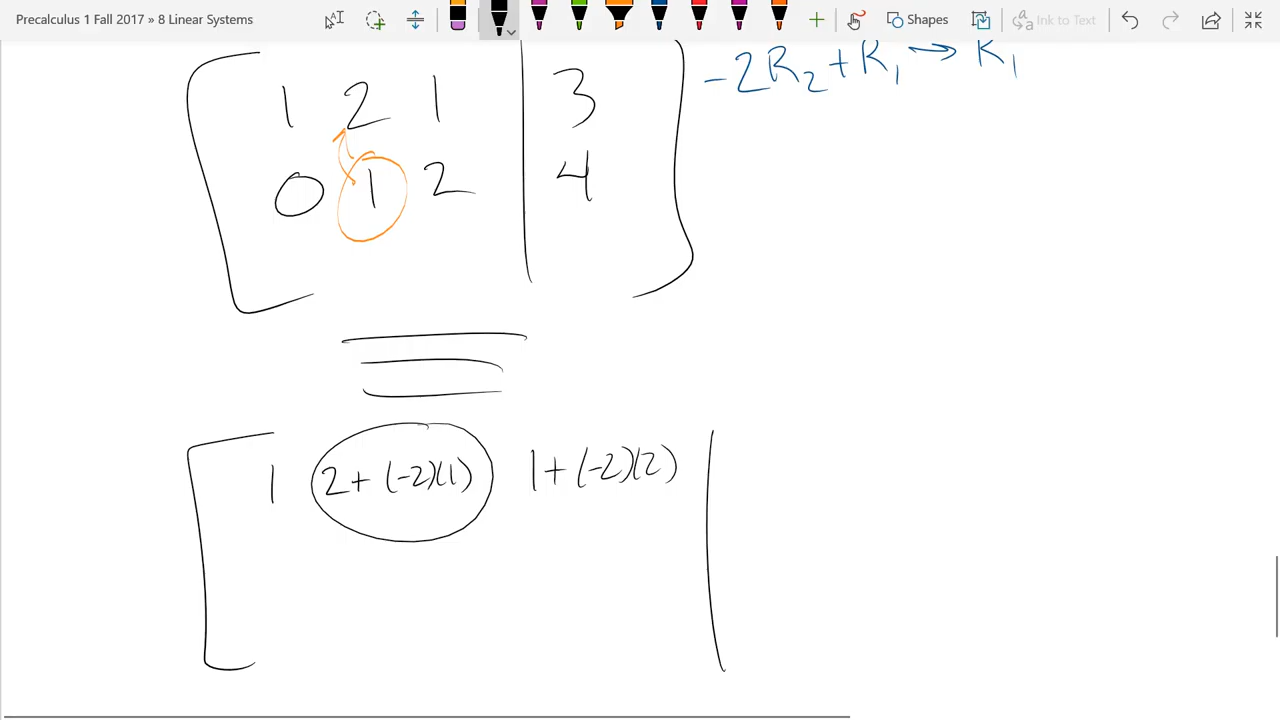 Precalculus 1 Fall 2017 » 8 Linear Systems
Shapes
Ink to Text
-2R₂ + R₁ → R₁
1 2 1 | 3
0 1 2 | 4
1 2+(-2)(1) 1+(-2)(2)